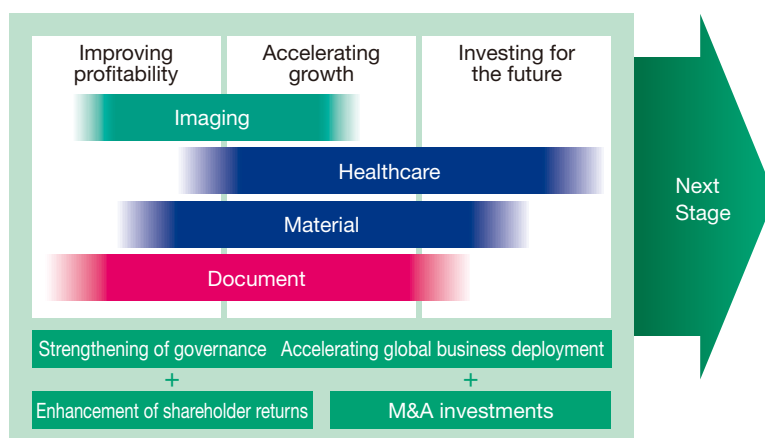 Improving
profitability
Accelerating
growth
Investing for
the future
Imaging
Healthcare
Material
Document
Next
Stage
Strengthening of governance Accelerating global business deployment
+ +
Enhancement of shareholder returns
M&A investments